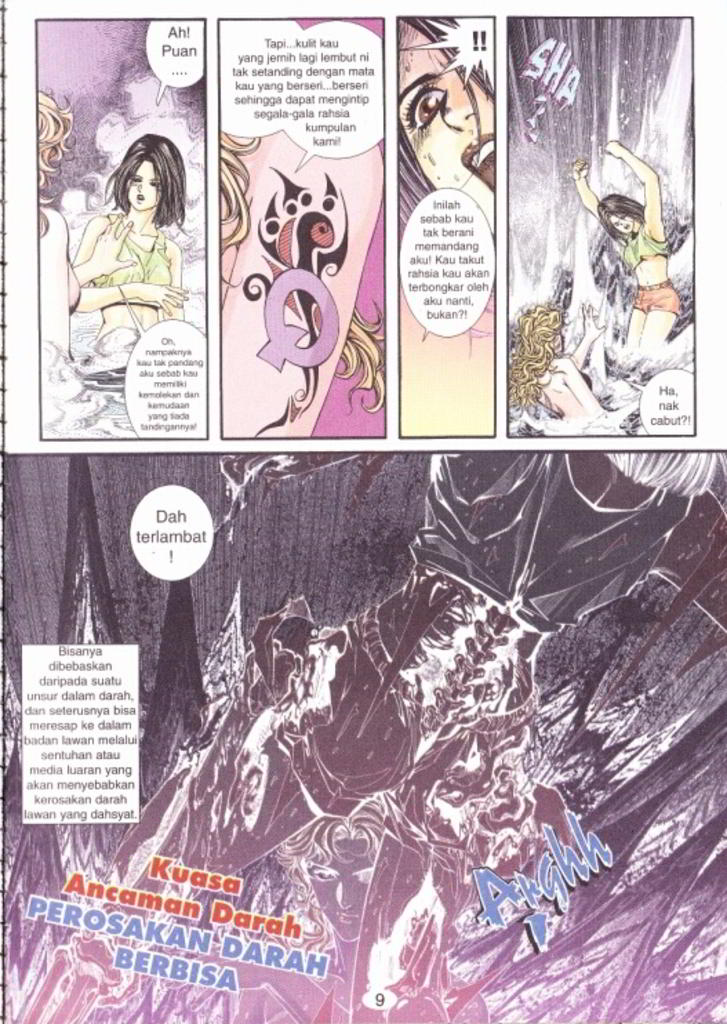 Ah!
Puan
....
Oh,
nampaknya
kau tak pandang
aku sebab kau
memiliki
kemolekan dan
kemudaan
yang tiada
tandingannya!
Tapi...kulit kau
yang jernih lagi lembut ni
tak setanding dengan mata
kau yang berseri...berseri
sehingga dapat mengintip
segala-gala rahsia
kumpulan
kami!
Q
!!
Inilah
sebab kau
tak berani
memandang
aku! Kau takut
rahsia kau akan
terbongkar oleh
aku nanti,
bukan?!
SHA
!
Ha,
nak
cabut?!
Dah
terlambat
!
Bisanya
dibebaskan
daripada suatu
unsur dalam darah,
dan seterusnya bisa
meresap ke dalam
badan lawan melalui
sentuhan atau
media luaran yang
akan menyebabkan
kerosakan darah
lawan yang dahsyat.
Arghh
!
Kuasa
Ancaman Darah
PEROSAKAN DARAH
BERBISA
9